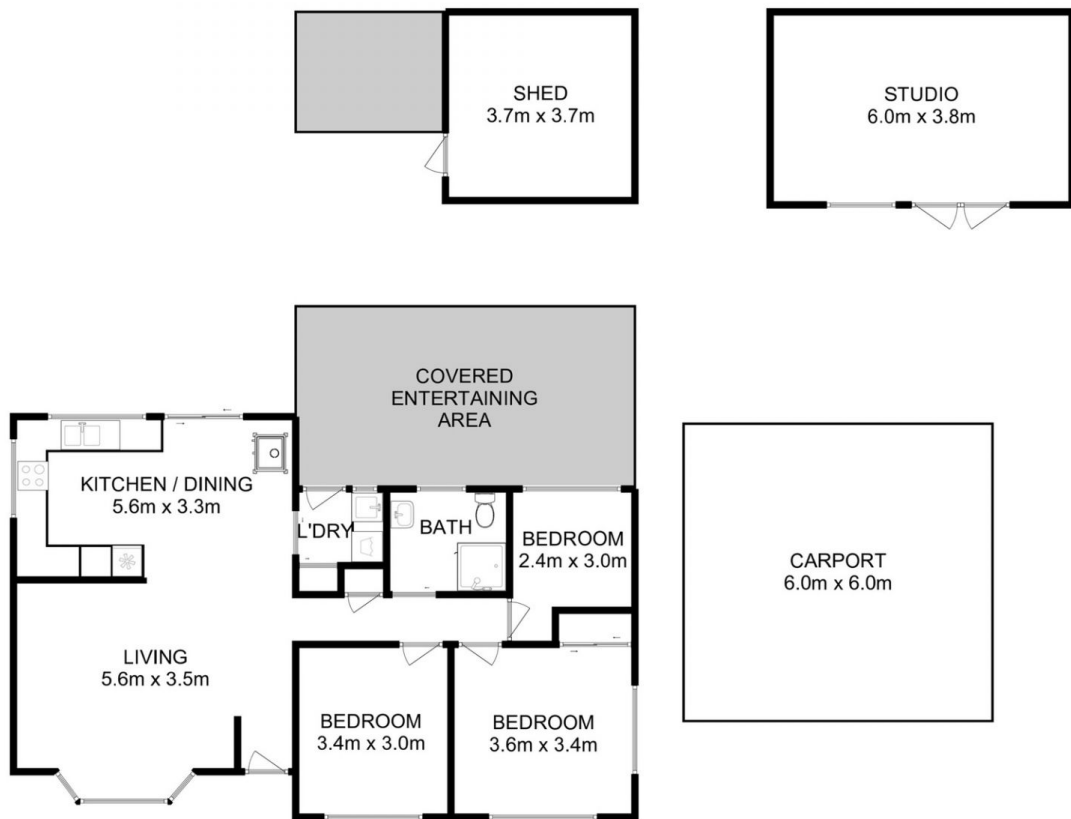 SHED
3.7m x 3.7m
STUDIO
6.0m x 3.8m
COVERED
ENTERTAINING
AREA
KITCHEN / DINING
5.6m x 3.3m
L'DRY
BATH
BEDROOM
2.4m x 3.0m
CARPORT
6.0m x 6.0m
LIVING
5.6m x 3.5m
BEDROOM
3.4m x 3.0m
BEDROOM
3.6m x 3.4m